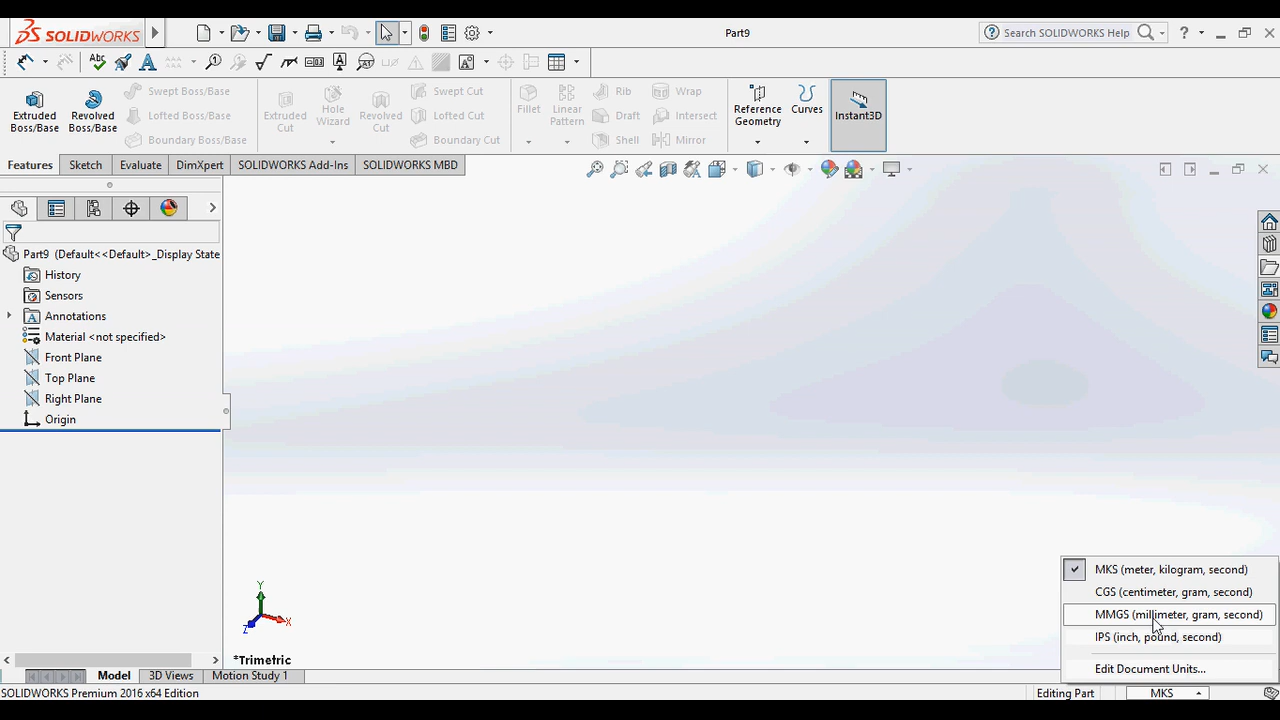 SOLIDWORKS
Part9
Search SOLIDWORKS Help
?
Extruded Boss/Base
Revolved Boss/Base
Swept Boss/Base
Lofted Boss/Base
Boundary Boss/Base
Extruded Cut
Hole Wizard
Revolved Cut
Swept Cut
Lofted Cut
Boundary Cut
Fillet
Linear Pattern
Rib
Draft
Shell
Wrap
Intersect
Mirror
Reference Geometry
Curves
Instant3D
Features
Sketch
Evaluate
DimXpert
SOLIDWORKS Add-Ins
SOLIDWORKS MBD
Part9 (Default<<Default>_Display State
History
Sensors
Annotations
Material <not specified>
Front Plane
Top Plane
Right Plane
Origin
Y
X
Z
*Trimetric
MKS (meter, kilogram, second)
CGS (centimeter, gram, second)
MMGS (millimeter, gram, second)
IPS (inch, pound, second)
Edit Document Units...
Model
3D Views
Motion Study 1
SOLIDWORKS Premium 2016 x64 Edition
Editing Part
MKS